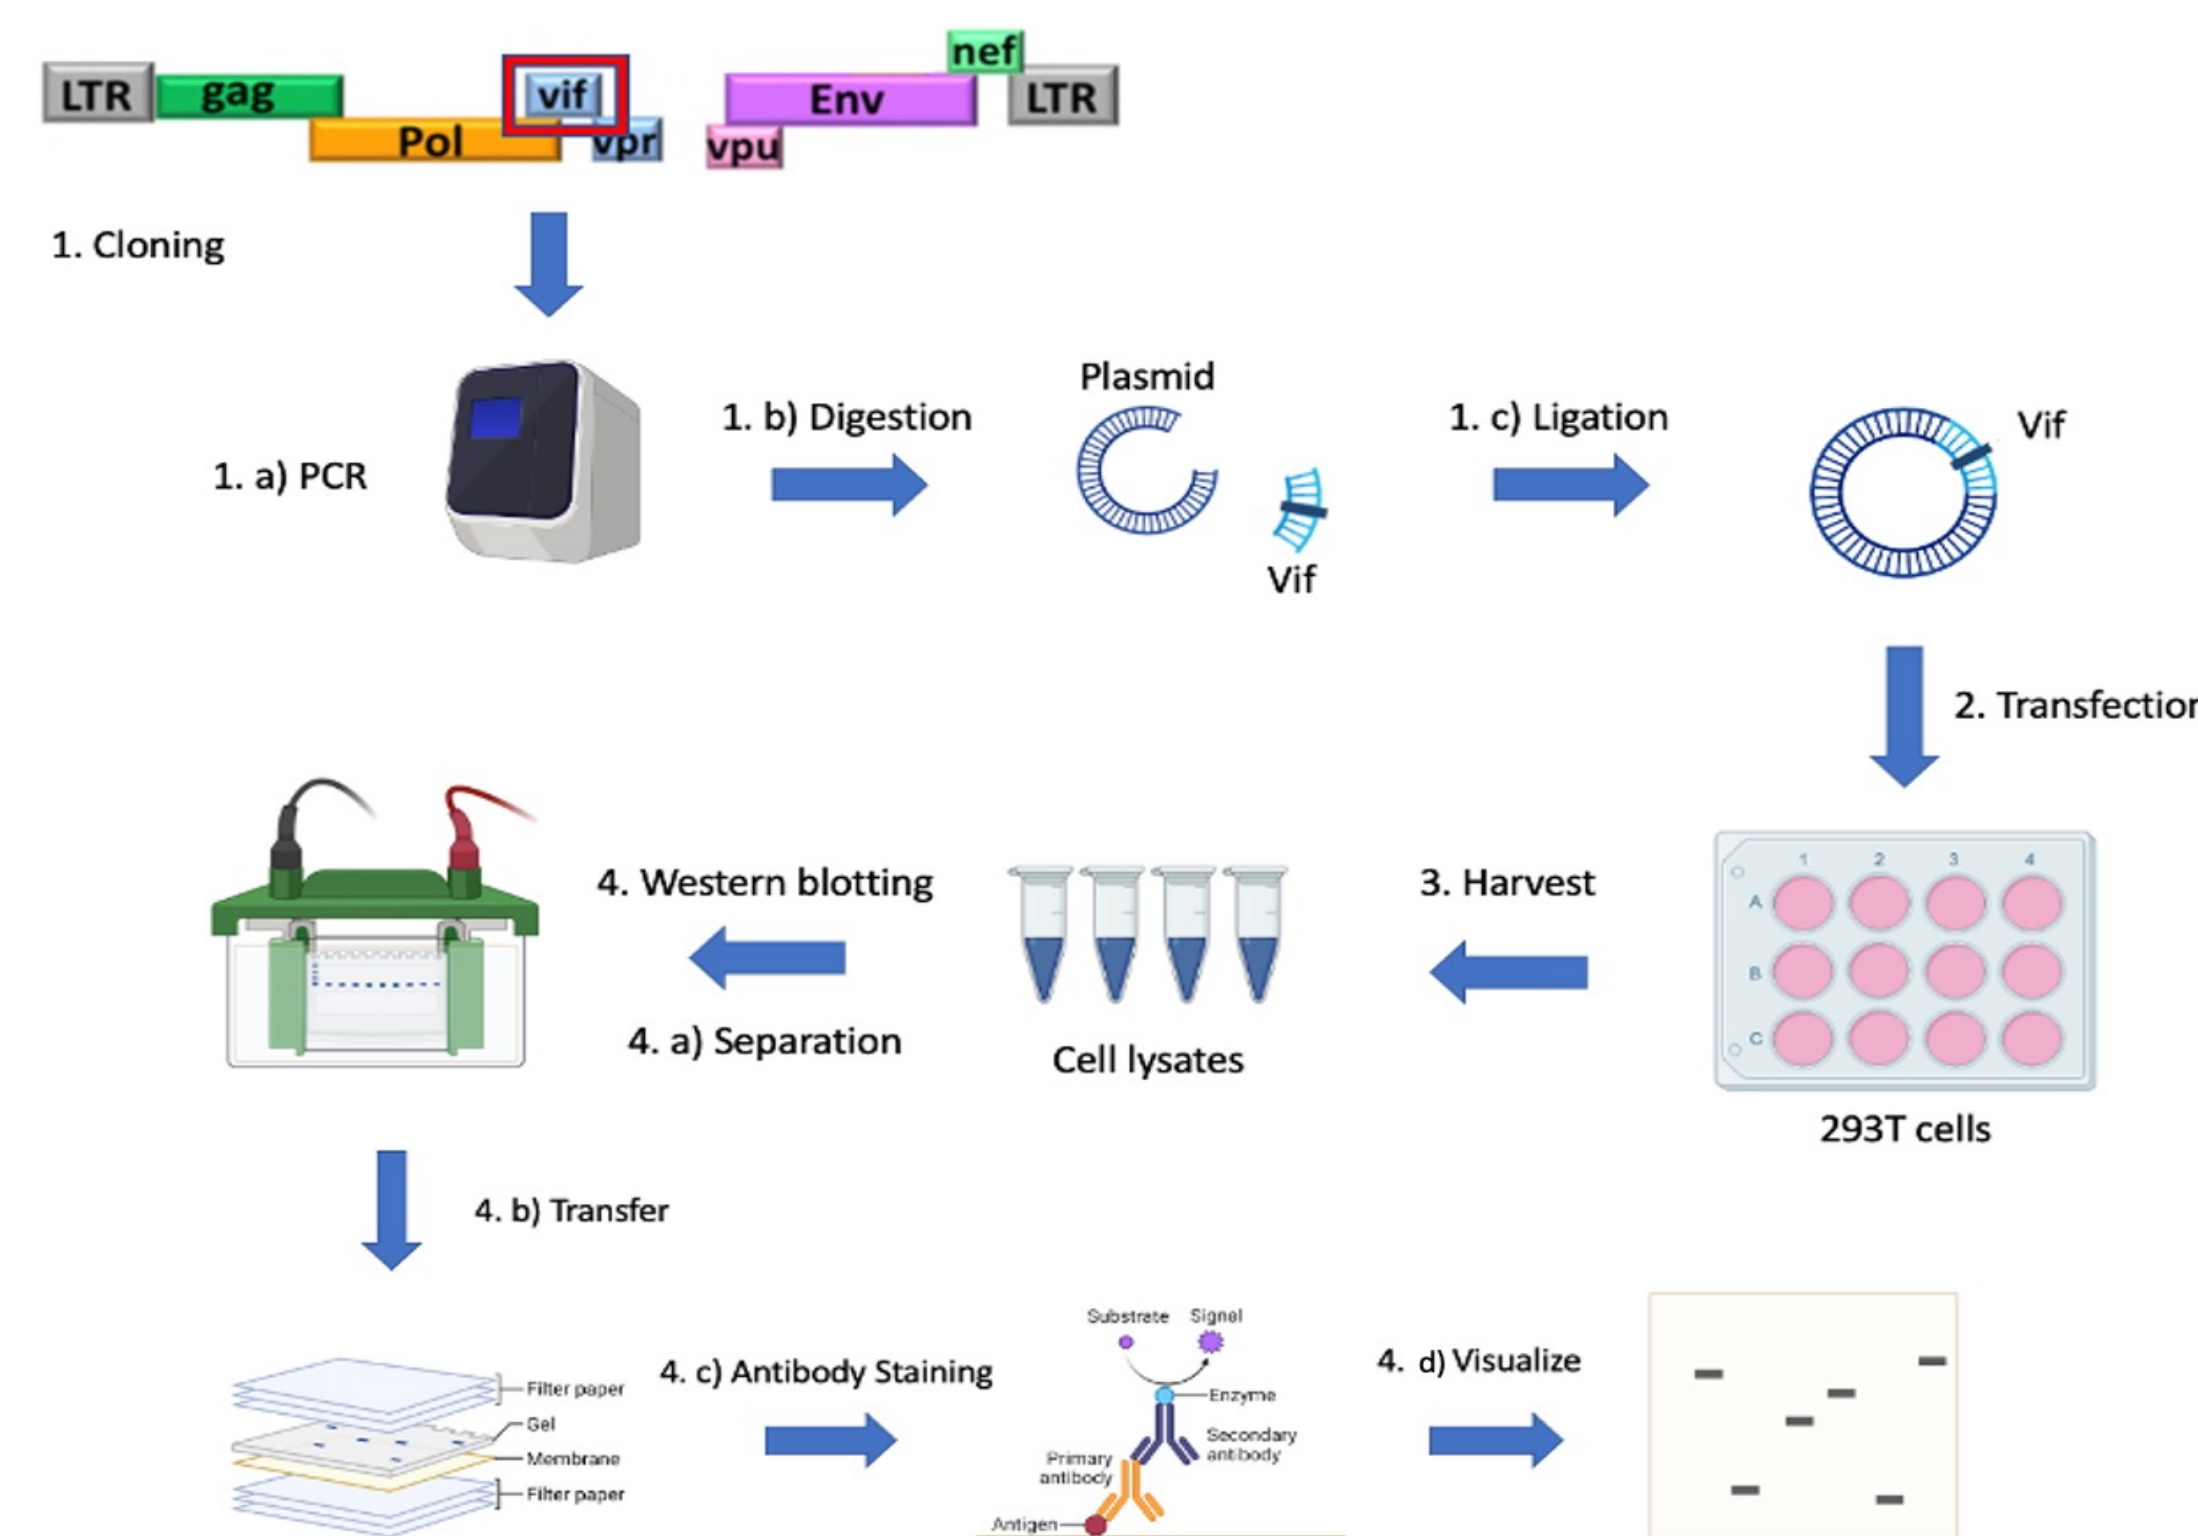 nef
LTR
gag
vif
Env
LTR
Pol
vpr
vpu
1. Cloning
Plasmid
1. b) Digestion
1. c) Ligation
Vif
1. a) PCR
Vif
2. Transfection
4. Western blotting
3. Harvest
1 2 3 4
A
B
C
4. a) Separation
Cell lysates
293T cells
4. b) Transfer
Substrate
Signal
4. c) Antibody Staining
4. d) Visualize
Filter paper
Gel
Membrane
Filter paper
Enzyme
Secondary
antibody
Primary
antibody
Antigen